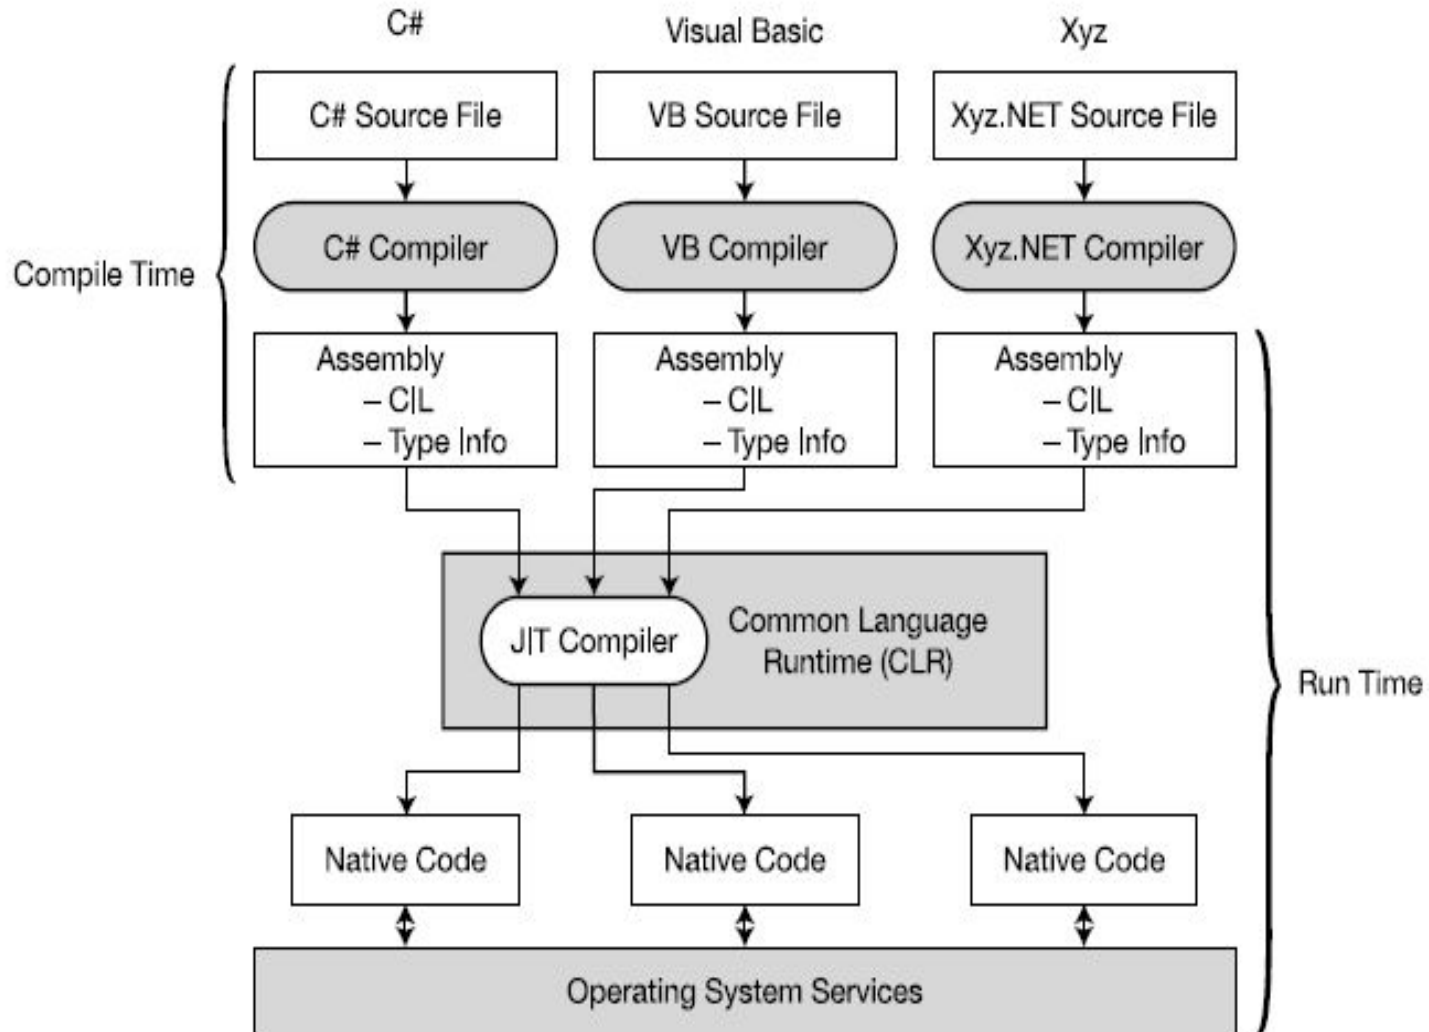 C#
Visual Basic
Xyz
C# Source File
VB Source File
Xyz.NET Source File
C# Compiler
VB Compiler
Xyz.NET Compiler
Compile Time
Assembly
– CIL
– Type Info
Assembly
– CIL
– Type Info
Assembly
– CIL
– Type Info
JIT Compiler
Common Language
Runtime (CLR)
Run Time
Native Code
Native Code
Native Code
Operating System Services